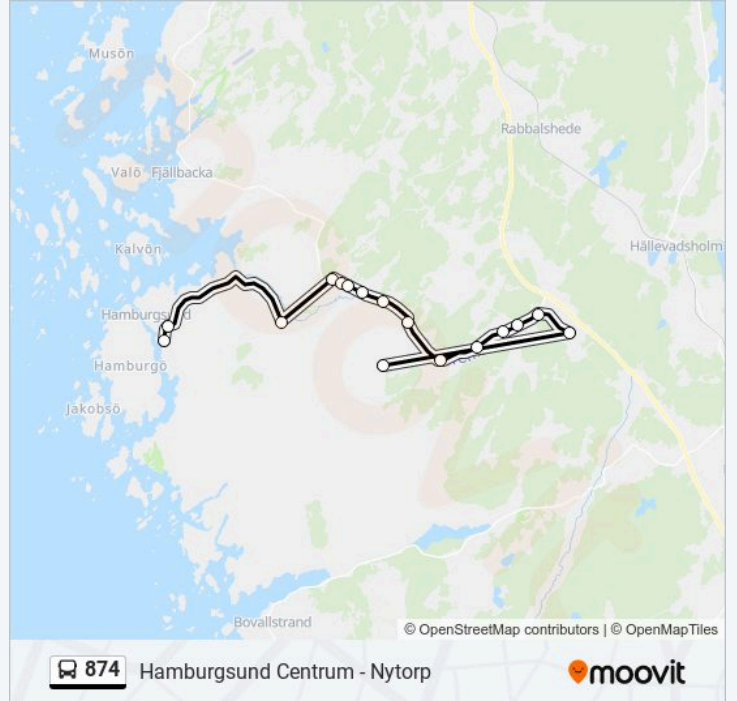 Musön
Rabbalshede
Valö Fjällbacka
Kalvön
Hällevadsholm
Hamburgsund
Hamburgö
Jakobsö
Bovallstrand
© OpenStreetMap contributors | © OpenMapTiles
874 Hamburgsund Centrum - Nytorp moovit